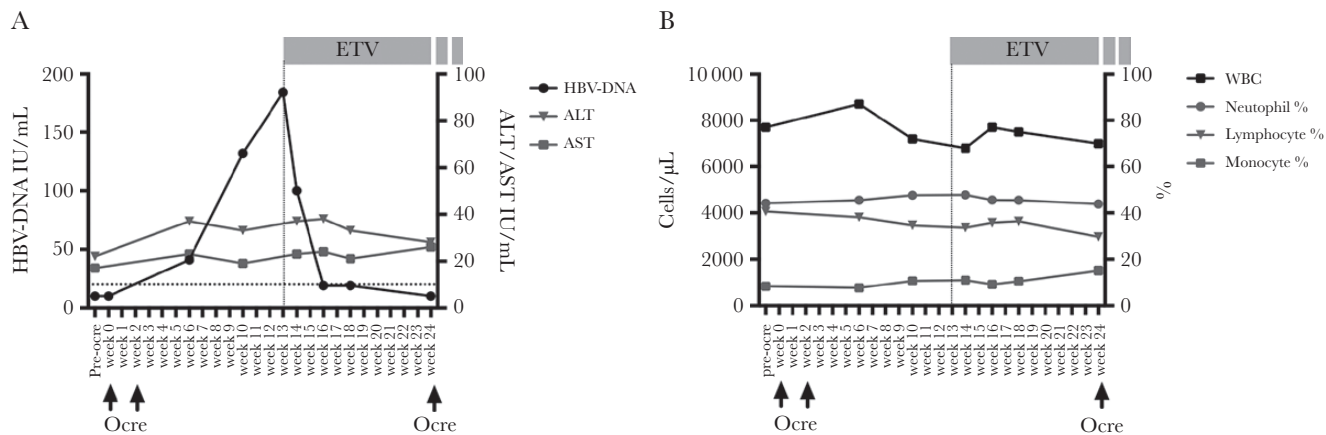 A
ETV
200
150
100
50
0
HBV-DNA IU/mL
100
80
60
40
20
0
ALT/AST IU/mL
HBV-DNA
ALT
AST
Pre-ocre
week 0
week 1
week 2
week 3
week 4
week 5
week 6
week 7
week 8
week 9
week 10
week 11
week 12
week 13
week 14
week 15
week 16
week 17
week 18
week 19
week 20
week 21
week 22
week 23
week 24
Ocre
Ocre
B
ETV
10 000
8000
6000
4000
2000
0
Cells/µL
100
80
60
40
20
0
%
WBC
Neutophil %
Lymphocyte %
Monocyte %
pre-ocre
week 0
week 1
week 2
week 3
week 4
week 5
week 6
week 7
week 8
week 9
week 10
week 11
week 12
week 13
week 14
week 15
week 16
week 17
week 18
week 19
week 20
week 21
week 22
week 23
week 24
Ocre
Ocre